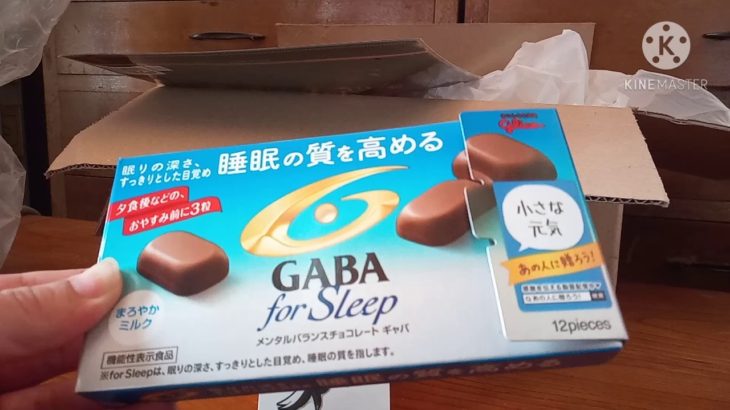 KINEMASTER
眠りの深さ、
すっきりとした目覚め
睡眠の質を高める
夕食後などの、
おやすみ前に3粒
GABA
for Sleep
メンタルバランスチョコレート ギャバ
まろやか
ミルク
機能性表示食品
※for Sleepは、眠りの深さ、すっきりとした目覚め、睡眠の質を指します。
glico
小さな
元気
あの人に贈ろう!
12pieces